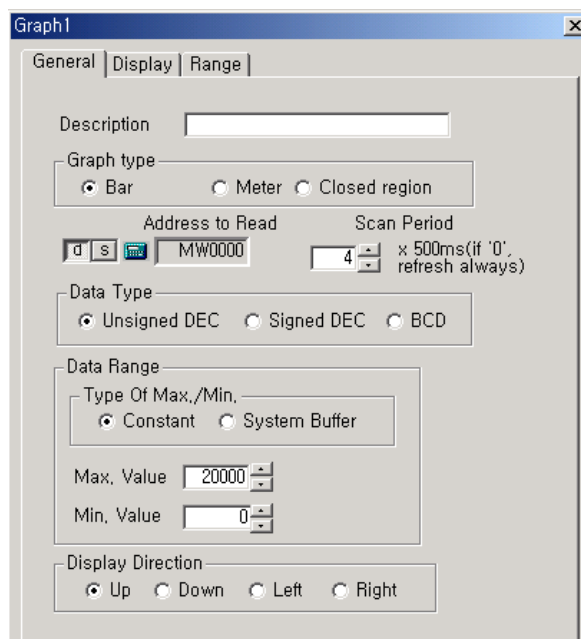 Graph1
General Display Range
Description
Graph type
Bar Meter Closed region
Address to Read Scan Period
d s MW0000 4 x 500ms(if '0',
refresh always)
Data Type
Unsigned DEC Signed DEC BCD
Data Range
Type Of Max,/Min,
Constant System Buffer
Max, Value 20000
Min, Value 0
Display Direction
Up Down Left Right